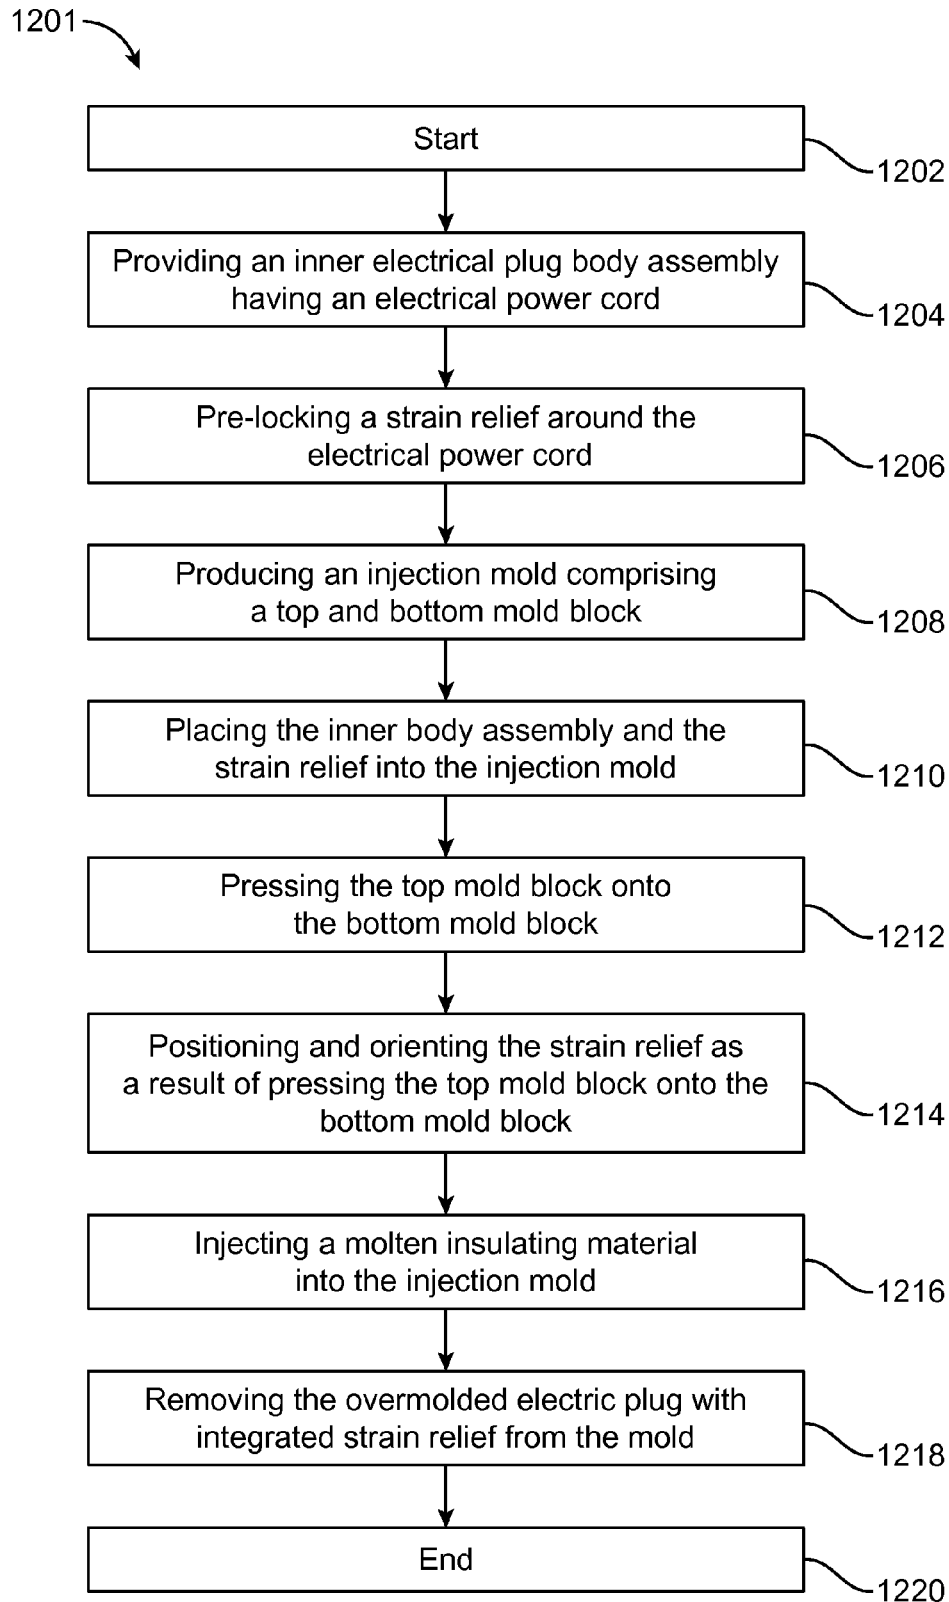 1201
Start
1202
Providing an inner electrical plug body assembly
having an electrical power cord
1204
Pre-locking a strain relief around the
electrical power cord
1206
Producing an injection mold comprising
a top and bottom mold block
1208
Placing the inner body assembly and the
strain relief into the injection mold
1210
Pressing the top mold block onto
the bottom mold block
1212
Positioning and orienting the strain relief as
a result of pressing the top mold block onto the
bottom mold block
1214
Injecting a molten insulating material
into the injection mold
1216
Removing the overmolded electric plug with
integrated strain relief from the mold
1218
End
1220